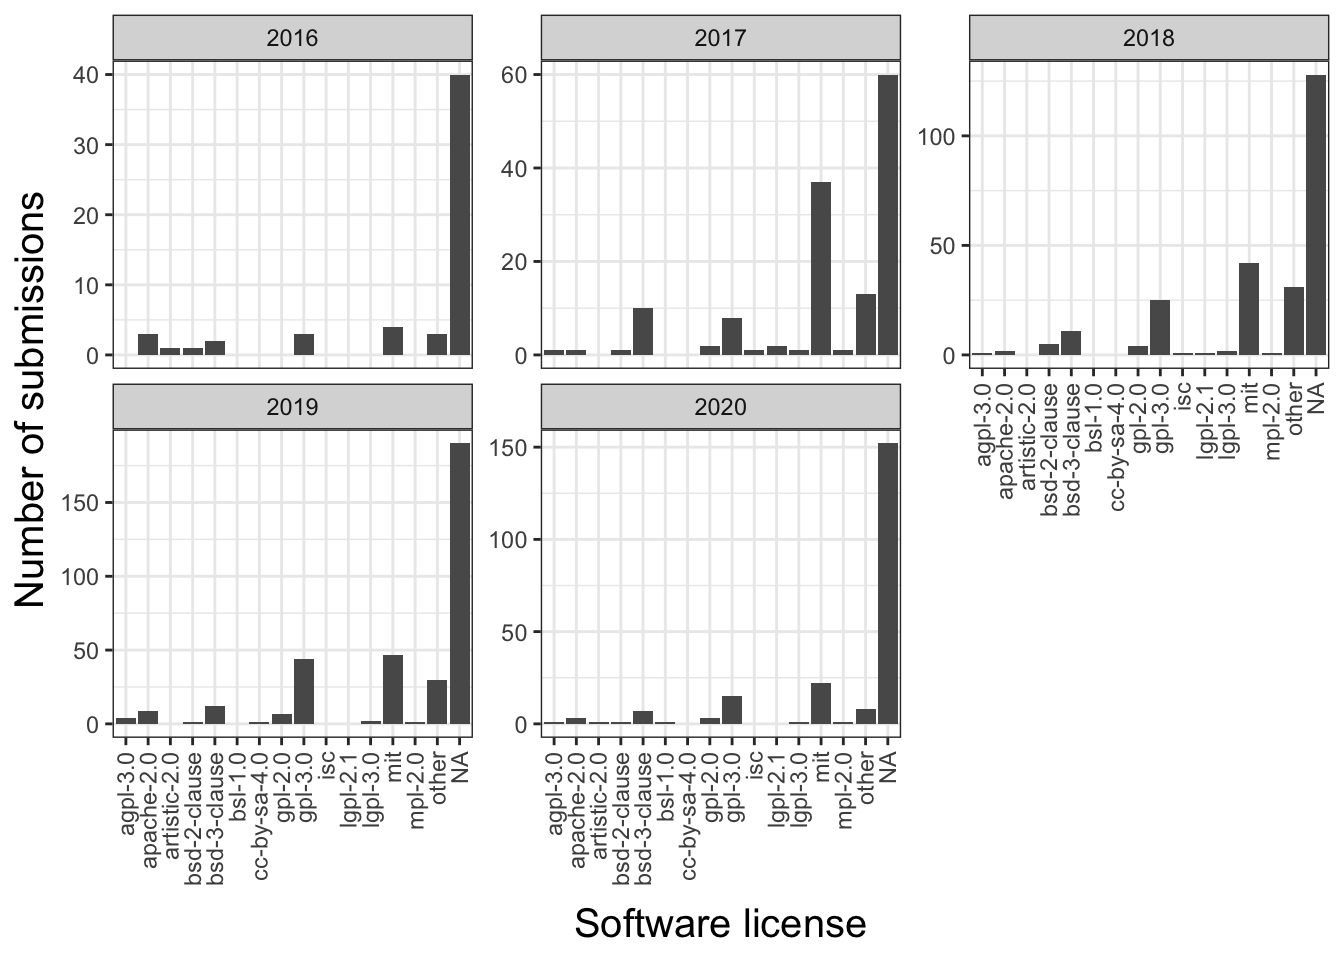 2016
2017
2018
40
30
20
10
0
60
40
20
0
100
50
0
agpl-3.0
apache-2.0
artistic-2.0
bsd-2-clause
bsd-3-clause
bsl-1.0
cc-by-sa-4.0
gpl-2.0
gpl-3.0
isc
lgpl-2.1
lgpl-3.0
mit
mpl-2.0
other
NA
Number of submissions
2019
2020
150
100
50
0
150
100
50
0
agpl-3.0
apache-2.0
artistic-2.0
bsd-2-clause
bsd-3-clause
bsl-1.0
cc-by-sa-4.0
gpl-2.0
gpl-3.0
isc
lgpl-2.1
lgpl-3.0
mit
mpl-2.0
other
NA
agpl-3.0
apache-2.0
artistic-2.0
bsd-2-clause
bsd-3-clause
bsl-1.0
cc-by-sa-4.0
gpl-2.0
gpl-3.0
isc
lgpl-2.1
lgpl-3.0
mit
mpl-2.0
other
NA
Software license